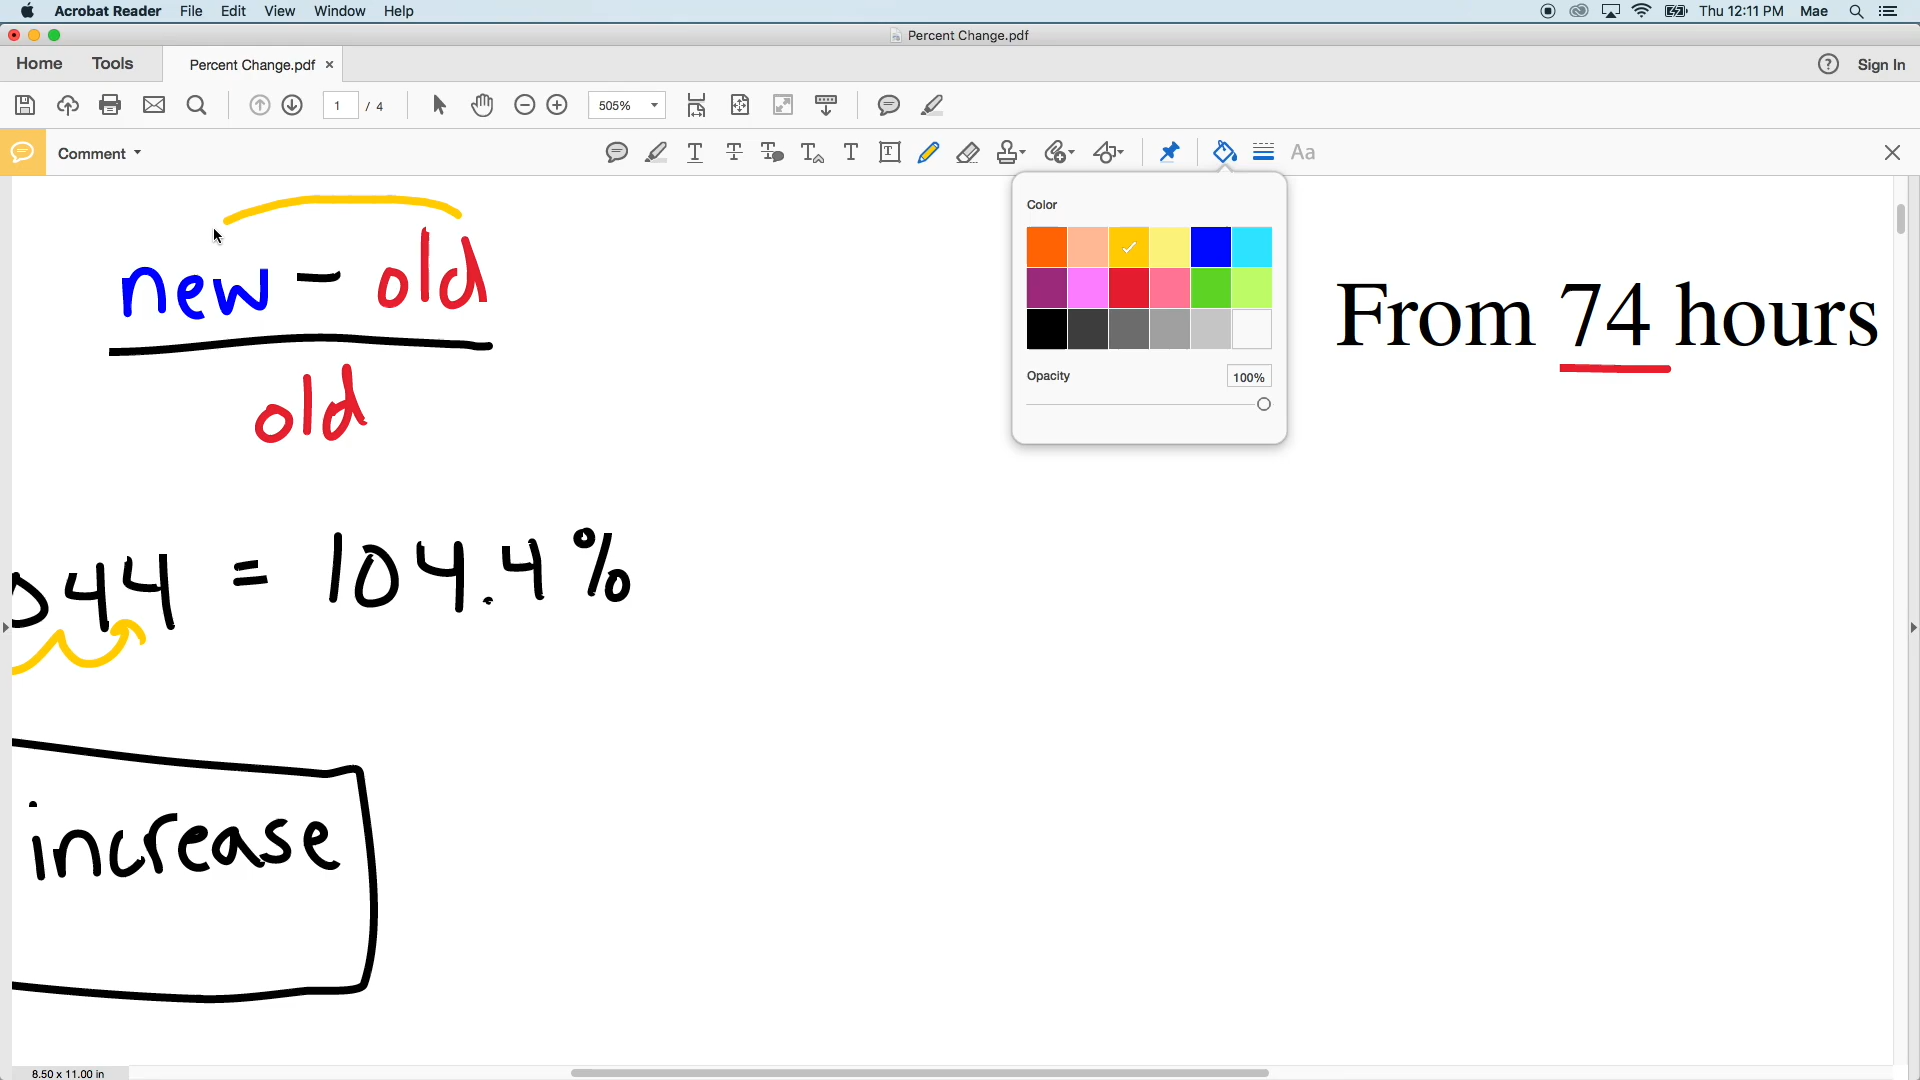 Acrobat Reader File Edit View Window Help Thu 12:11 PM Mae
Percent Change.pdf
Home Tools Percent Change.pdf × ? Sign In
1 / 4 505%
Comment T T T T T T Aa
Color
new - old
old
From 74 hours
Opacity 100%
044 = 104.4%
increase
8.50 x 11.00 in